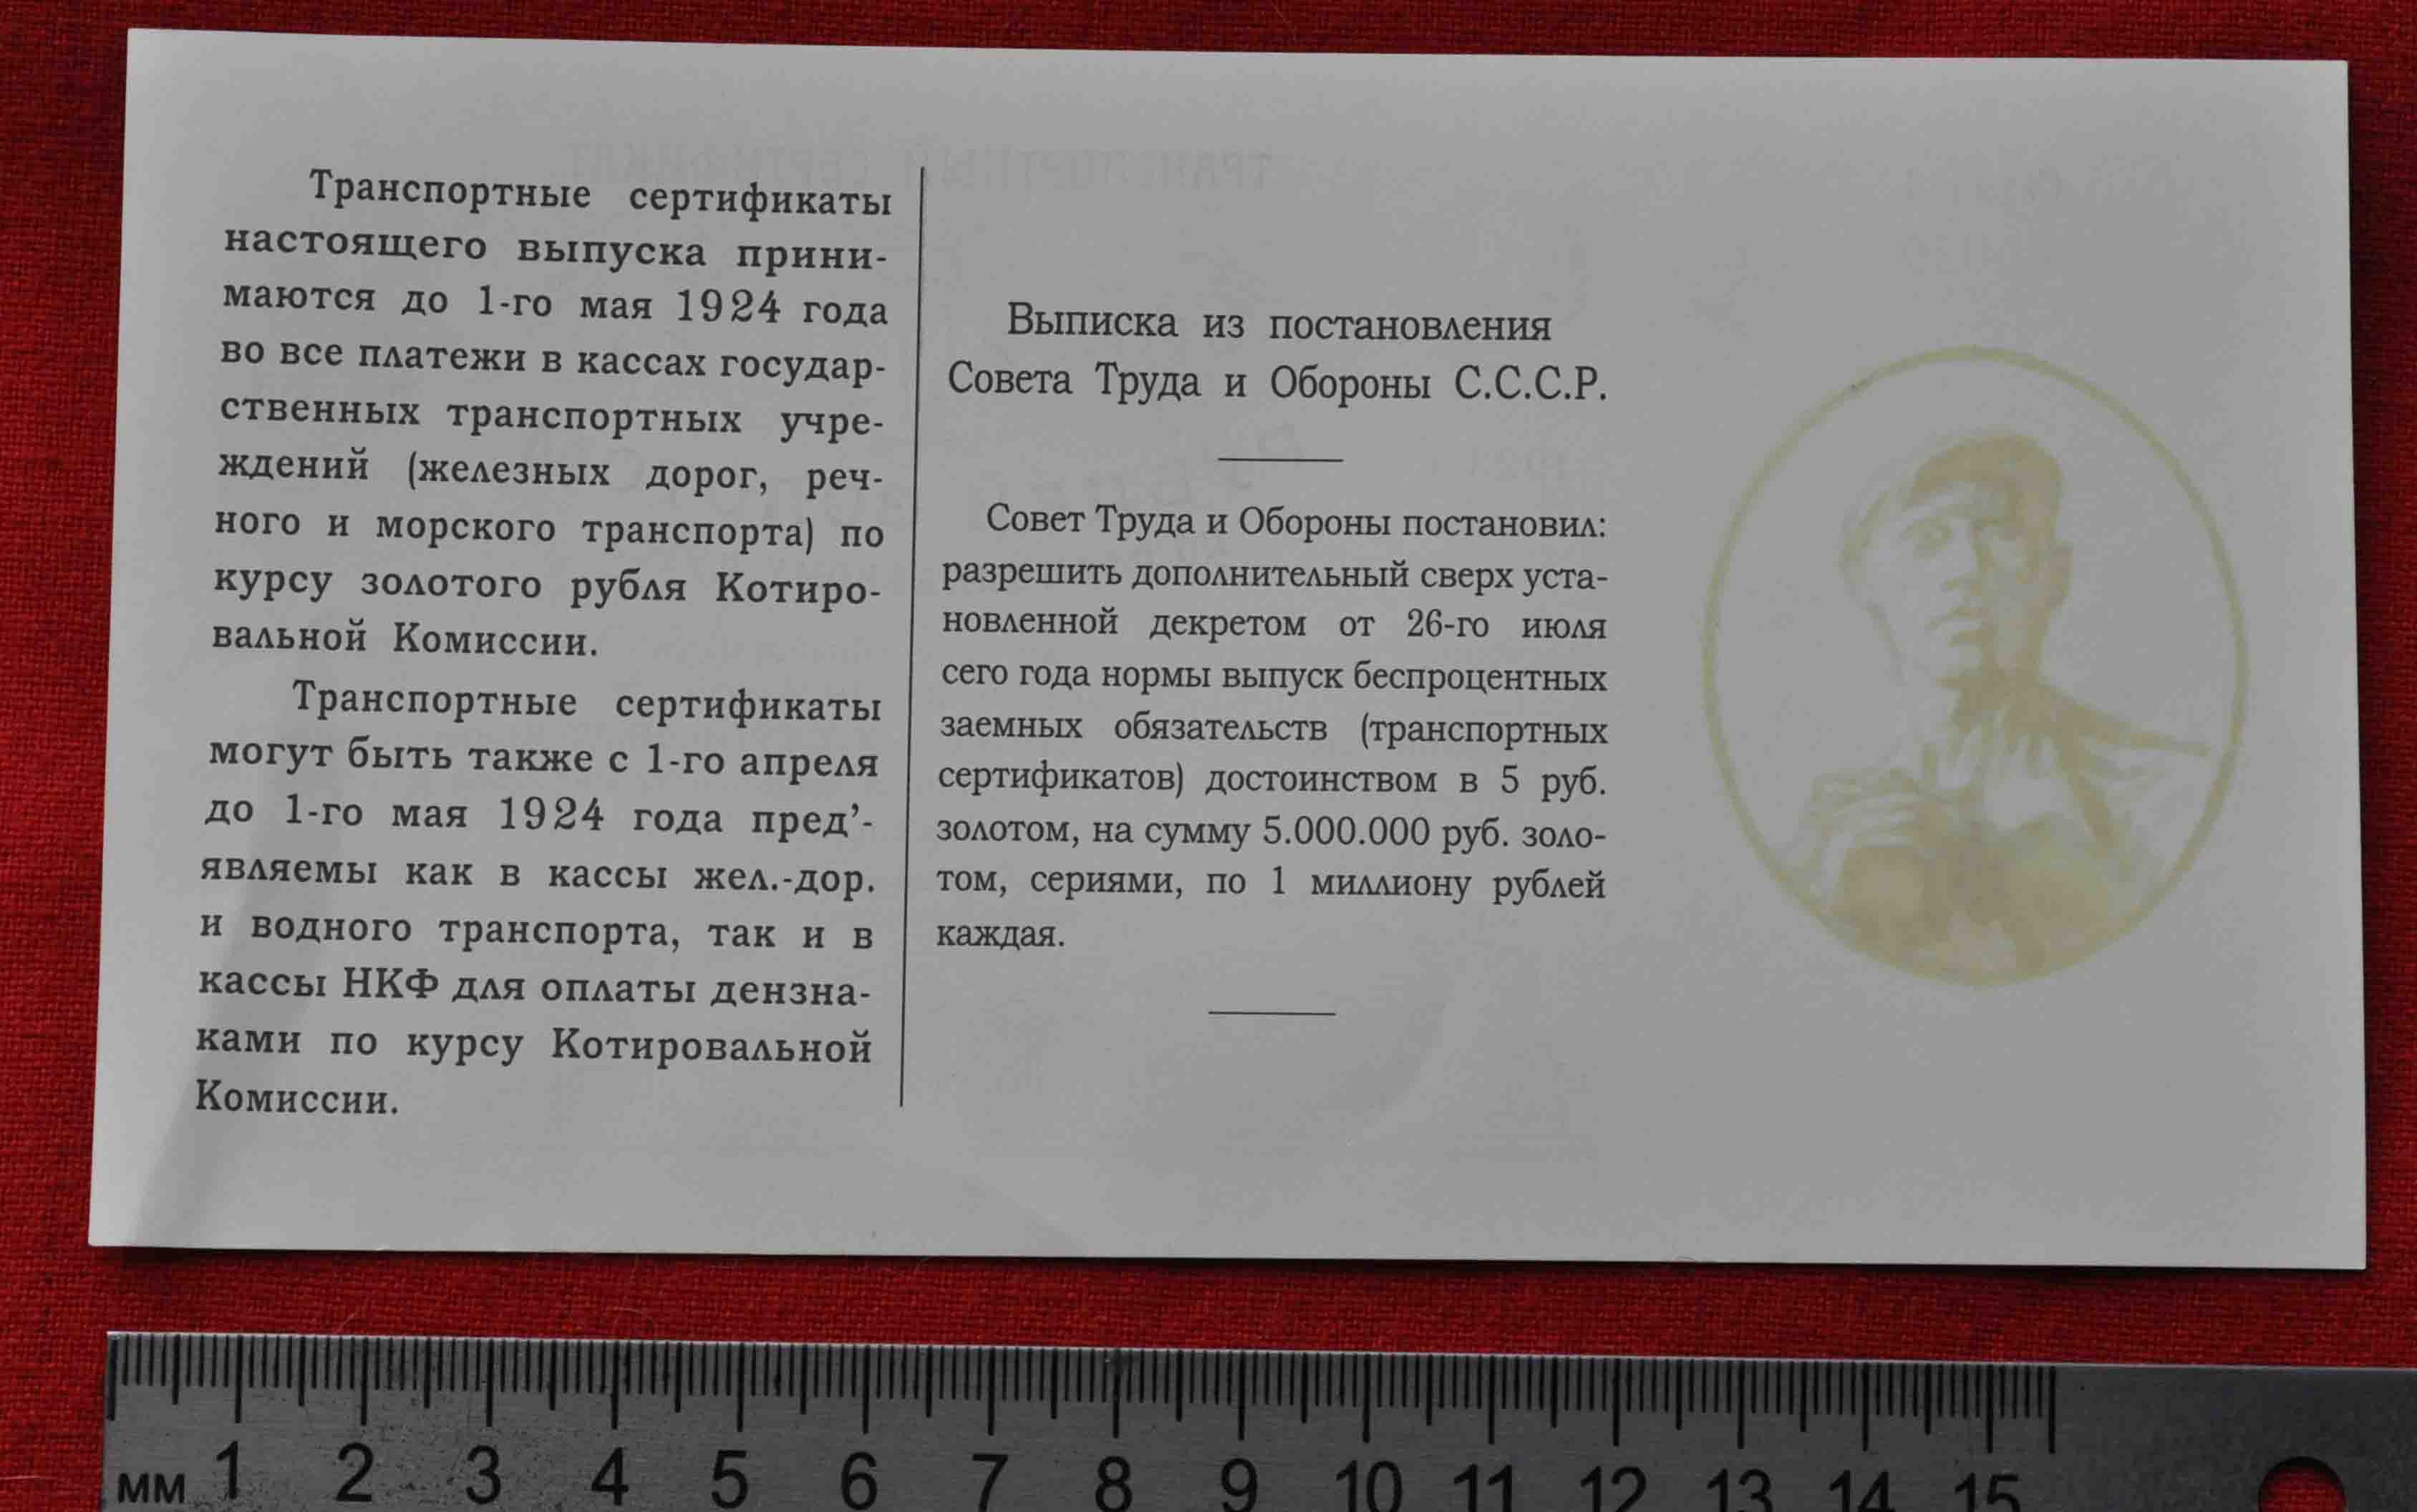 Транспортные сертификаты
настоящего выпуска прини-
маются до 1-го мая 1924 года
во все платежи в кассах государ-
ственных транспортных учре-
ждений (железных дорог, реч-
ного и морского транспорта) по
курсу золотого рубля Котиро-
вальной Комиссии.
Транспортные сертификаты
могут быть также с 1-го апреля
до 1-го мая 1924 года пред’-
являемы как в кассы жел.-дор.
и водного транспорта, так и в
кассы НКФ для оплаты дензна-
ками по курсу Котировальной
Комиссии.
Выписка из постановления
Совета Труда и Обороны С.С.С.Р.
Совет Труда и Обороны постановил:
разрешить дополнительный сверх уста-
новленной декретом от 26-го июля
сего года нормы выпуск беспроцентных
заемных обязательств (транспортных
сертификатов) достоинством в 5 руб.
золотом, на сумму 5.000.000 руб. золо-
том, сериями, по 1 миллиону рублей
каждая.
мм 1 2 3 4 5 6 7 8 9 10 11 12 13 14 15